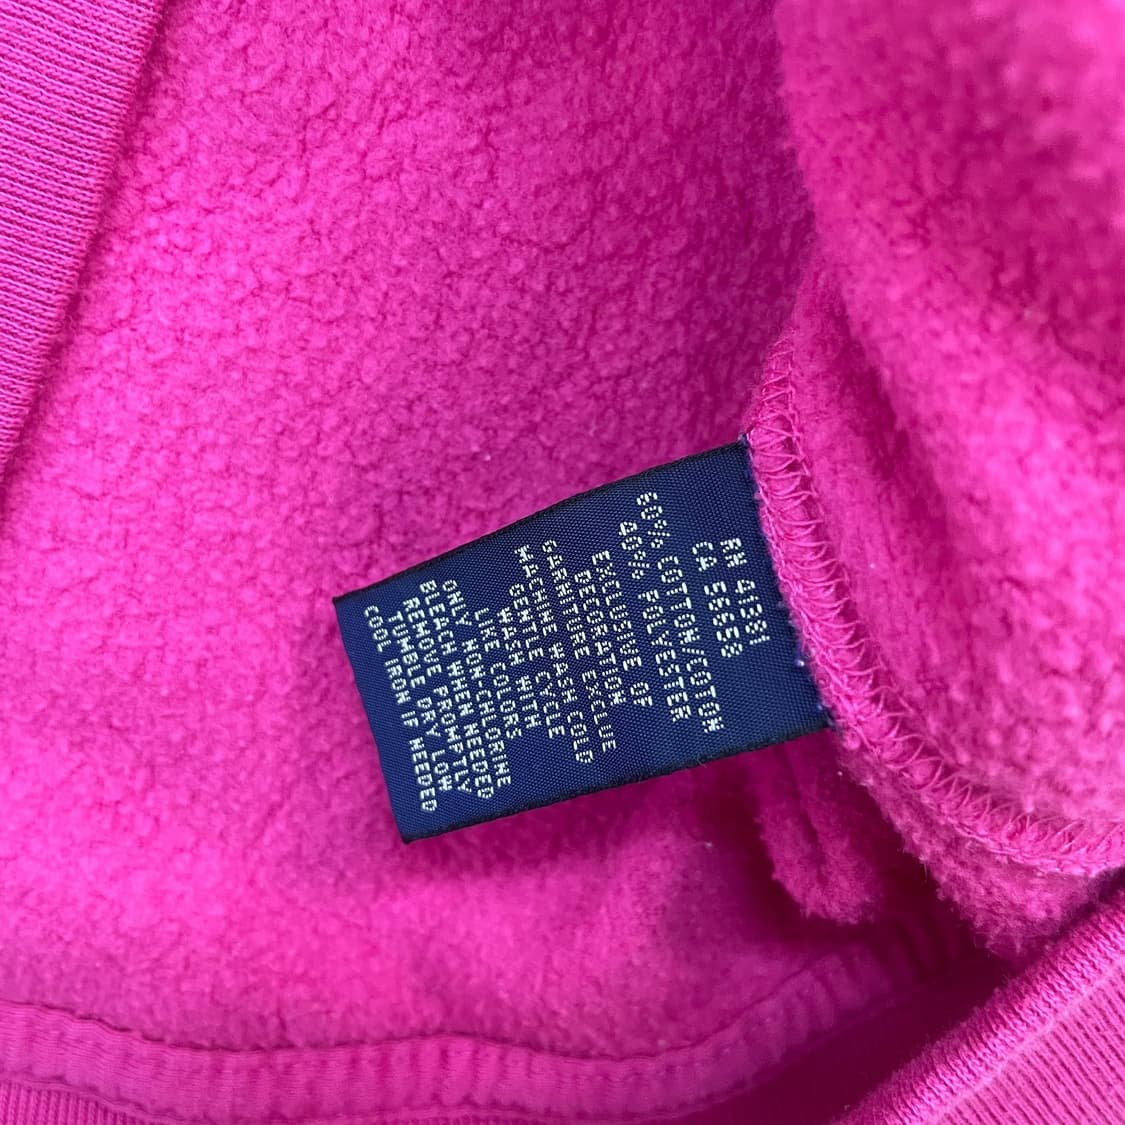 RN 40381
CA 56658
60% COTTON/COTON
40% POLYESTER
EXCLUSIVE OF
DECORATION
GARNITURE EXCLUE
MACHINE WASH COLD
GENTLE CYCLE
WASH WITH
LIKE COLORS
ONLY NON-CHLORINE
BLEACH WHEN NEEDED
REMOVE PROMPTLY
TUMBLE DRY LOW
COOL IRON IF NEEDED